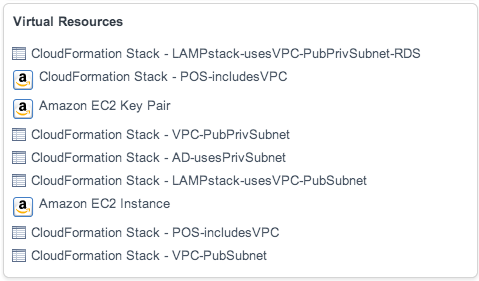 Virtual Resources
CloudFormation Stack - LAMPstack-usesVPC-PubPrivSubnet-RDS
CloudFormation Stack - POS-includesVPC
Amazon EC2 Key Pair
CloudFormation Stack - VPC-PubPrivSubnet
CloudFormation Stack - AD-usesPrivSubnet
CloudFormation Stack - LAMPstack-usesVPC-PubSubnet
Amazon EC2 Instance
CloudFormation Stack - POS-includesVPC
CloudFormation Stack - VPC-PubSubnet